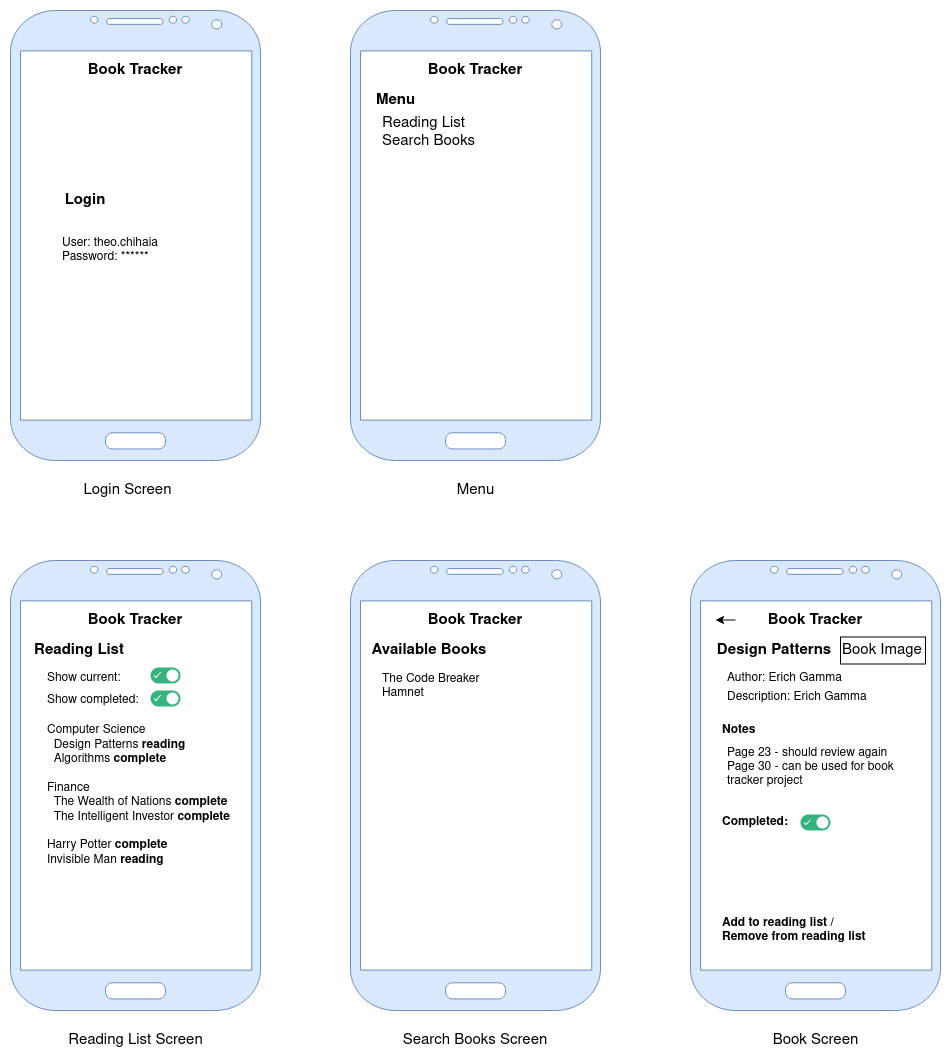 Book Tracker
Login
User: theo.chihaia
Password: ******
Login Screen
Book Tracker
Menu
Reading List
Search Books
Menu
Book Tracker
Reading List
Show current:
Show completed:
Computer Science
Design Patterns reading
Algorithms complete
Finance
The Wealth of Nations complete
The Intelligent Investor complete
Harry Potter complete
Invisible Man reading
Reading List Screen
Book Tracker
Available Books
The Code Breaker
Hamnet
Search Books Screen
Book Tracker
Design Patterns
Book Image
Author: Erich Gamma
Description: Erich Gamma
Notes
Page 23 - should review again
Page 30 - can be used for book
tracker project
Completed:
Add to reading list /
Remove from reading list
Book Screen